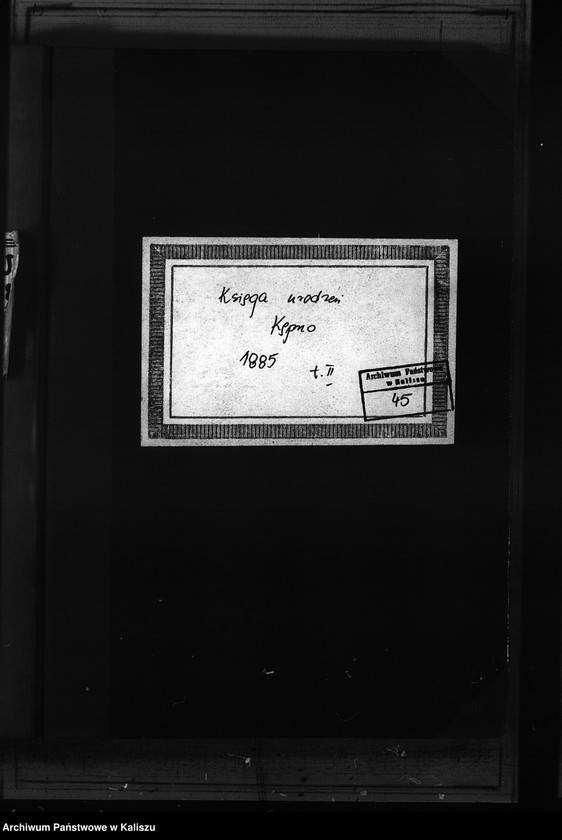 Księga urodzeń
Kępno
1885
t. II
Archiwum Państwowe
w Kaliszu
45
Archiwum Państwowe w Kaliszu